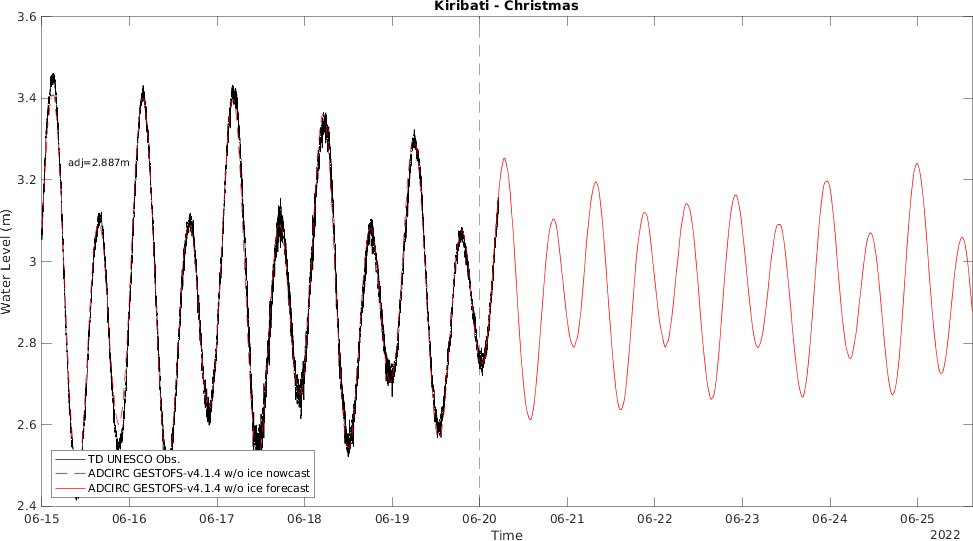 Kiribati - Christmas
3.6
3.4
3.2
3
2.8
2.6
2.4
Water Level (m)
adj=2.887m
TD UNESCO Obs.
ADCIRC GESTOFS-v4.1.4 w/o ice nowcast
ADCIRC GESTOFS-v4.1.4 w/o ice forecast
06-15 06-16 06-17 06-18 06-19 06-20 06-21 06-22 06-23 06-24 06-25
Time
2022